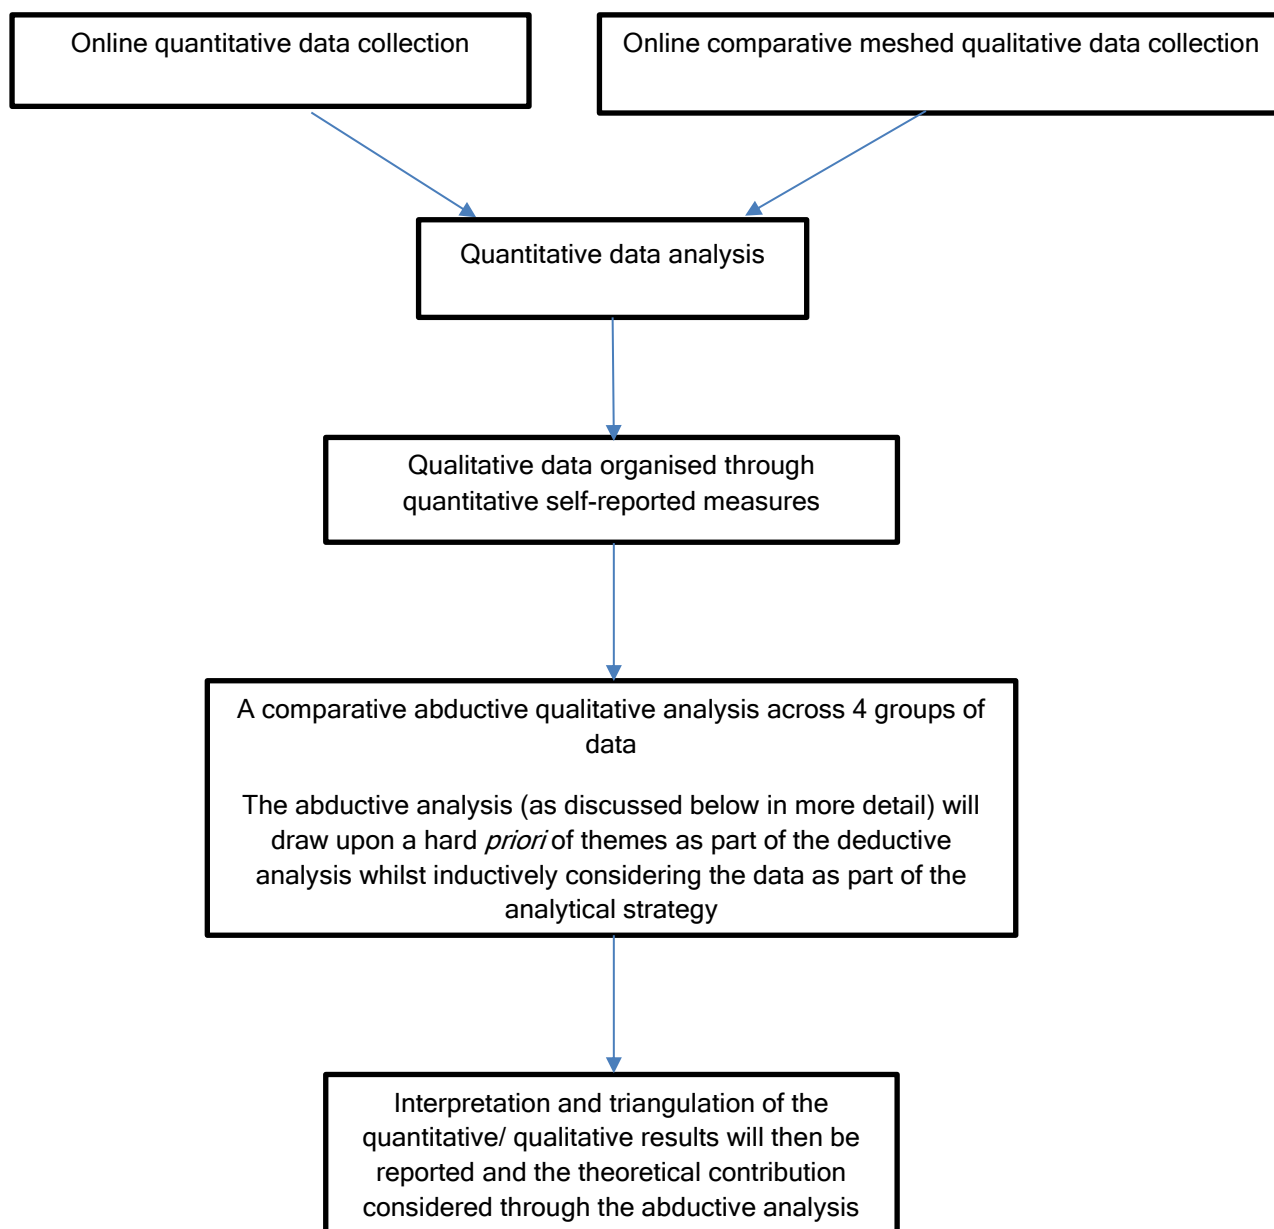 Online quantitative data collection
Online comparative meshed qualitative data collection
Quantitative data analysis
Qualitative data organised through
quantitative self-reported measures
A comparative abductive qualitative analysis across 4 groups of
data
The abductive analysis (as discussed below in more detail) will
draw upon a hard priori of themes as part of the deductive
analysis whilst inductively considering the data as part of the
analytical strategy
Interpretation and triangulation of the
quantitative/ qualitative results will then be
reported and the theoretical contribution
considered through the abductive analysis